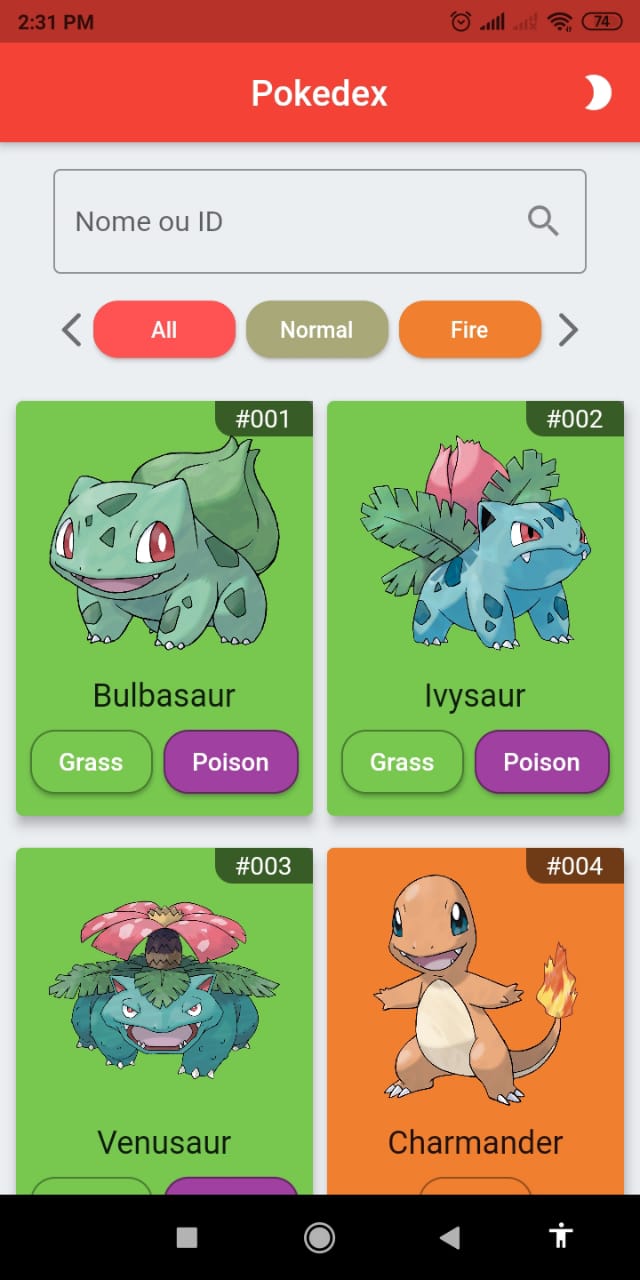 2:31 PM
74
Pokedex
Nome ou ID
All Normal Fire
#001 #002
Bulbasaur Ivysaur
Grass Poison Grass Poison
#003 #004
Venusaur Charmander